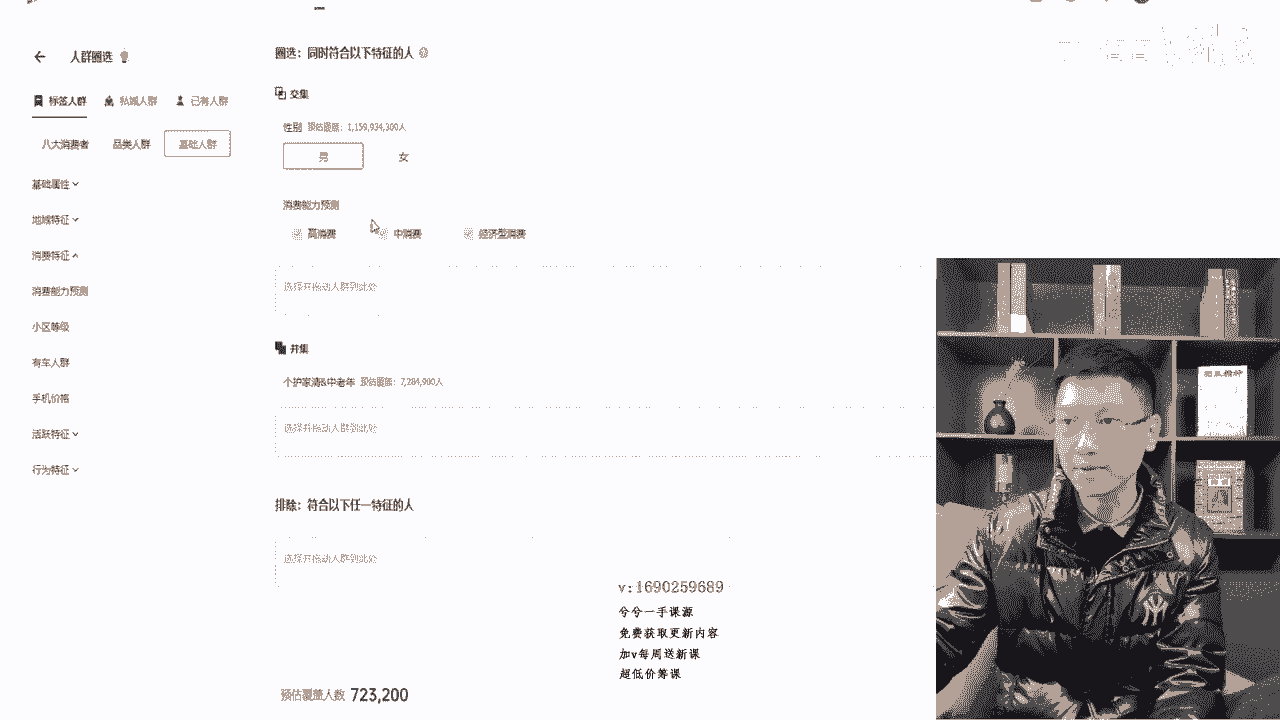 人群圈选
标签人群 私域人群 已有人群
八大消费者 品类人群 基础人群
基础属性
地域特征
消费特征
消费能力预测
小区等级
有车人群
手机价格
活跃特征
行为特征
圈选：同时符合以下特征的人
交集
性别 预估覆盖：1,159,934,300人
男 女
消费能力预测
高消费 中消费 经济型消费
选择并拖动人群到此处
并集
个护家清&中老年 预估覆盖：7,284,900人
选择并拖动人群到此处
排除：符合以下任一特征的人
选择并拖动人群到此处
v:1690259689
兮兮一手课源
免费获取更新内容
加v每周送新课
超低价筹课
预估覆盖人数 723,200